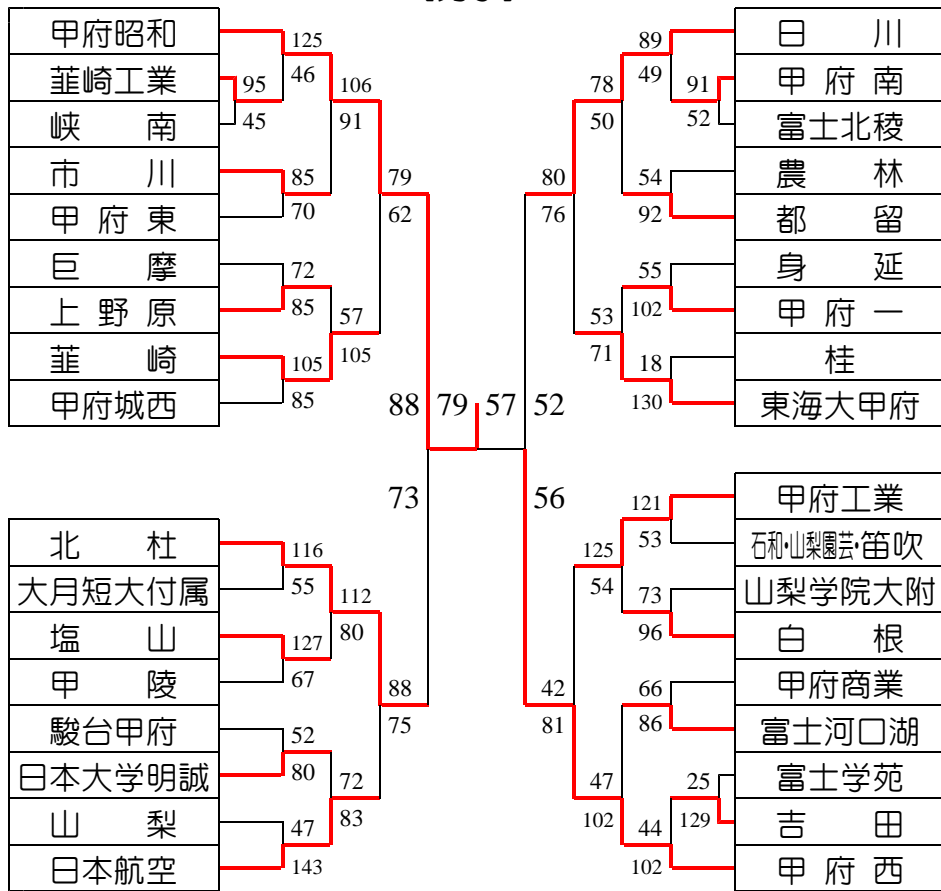 甲府昭和
韮崎工業
峡南
市川
甲府東
巨摩
上野原
韮崎
甲府城西
125
46
95
45
106
91
85
70
79
62
72
85
57
105
105
85
88 79 57 52
73 56
日川
甲府南
富士北稜
農林
都留
身延
甲府一
桂
東海大甲府
89
49
91
52
78
50
54
92
80
76
55
102
53
71
18
130
北杜
大月短大付属
塩山
甲陵
駿台甲府
日本大学明誠
山梨
日本航空
116
55
112
80
127
67
88
75
52
80
72
83
47
143
甲府工業
石和・山梨園芸・笛吹
山梨学院大附
白根
甲府商業
富士河口湖
富士学苑
吉田
甲府西
121
53
125
54
73
96
42
81
66
86
47
102
25
129
44
102